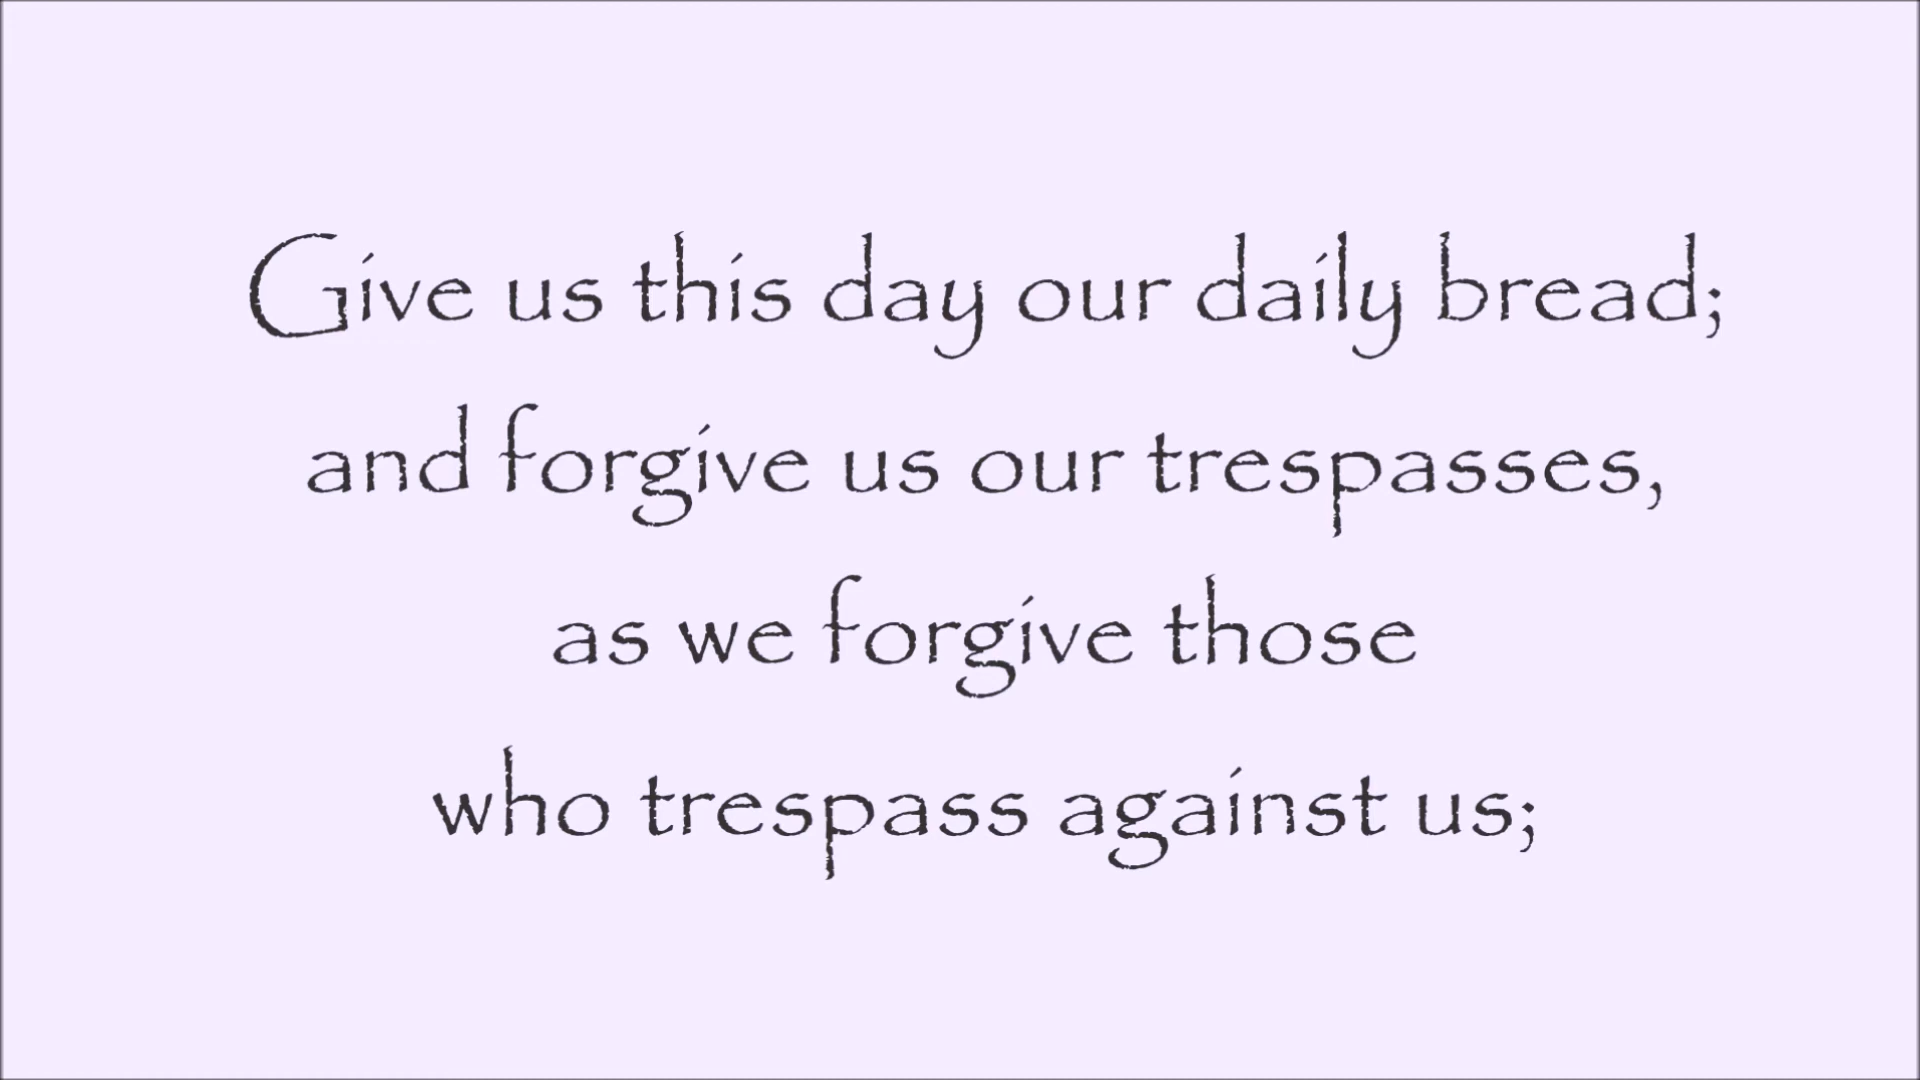 Give us this day our daily bread;
and forgive us our trespasses,
as we forgive those
who trespass against us;